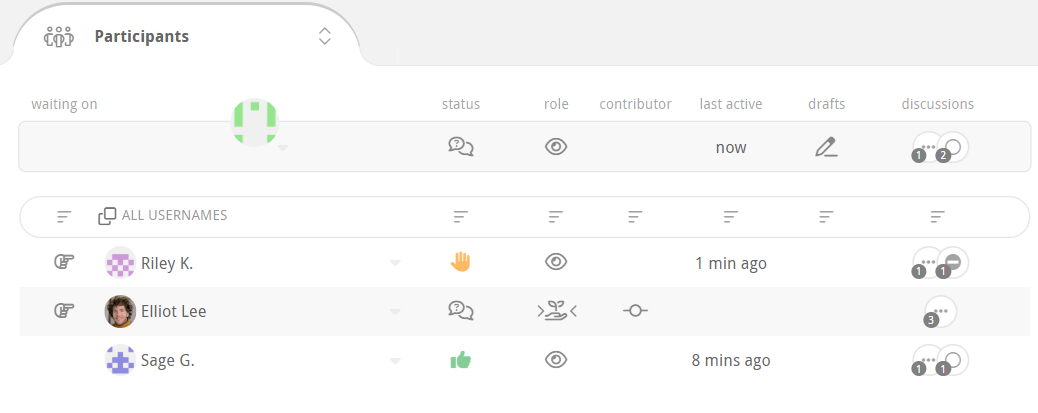 Participants
waiting on status role contributor last active drafts discussions
? now 1 2
ALL USERNAMES
Riley K. 1 min ago 1 1
Elliot Lee ? 3
Sage G. 8 mins ago 1 1